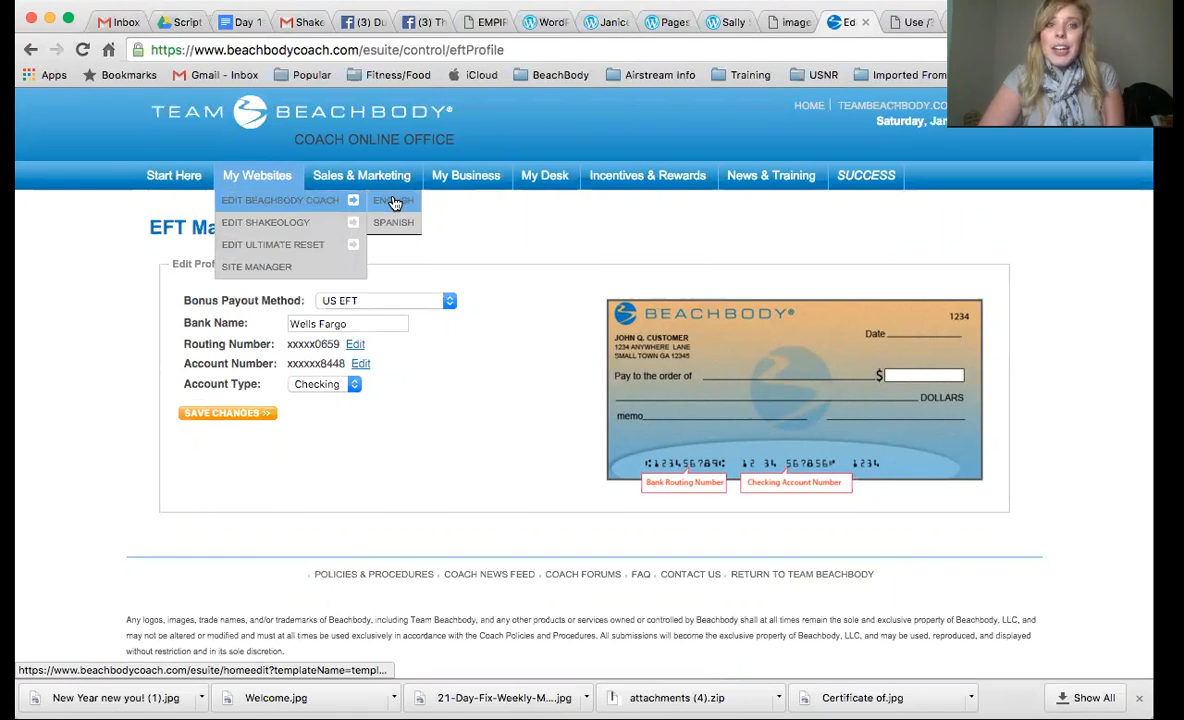 Inbox
Script
Day 1
Shake
(3) Du
(3) Th
EMPIR
WordF
Janice
Pages
Sally
image
Ed
Use /
https://www.beachbodycoach.com/esuite/control/eftProfile
Apps
Bookmarks
Gmail - Inbox
Popular
Fitness/Food
iCloud
BeachBody
Airstream Info
Training
USNR
Imported From
TEAM BEACHBODY®
COACH ONLINE OFFICE
HOME
TEAMBEACHBODY.CO
Saturday, Jan
Start Here
My Websites
Sales & Marketing
My Business
My Desk
Incentives & Rewards
News & Training
SUCCESS
EDIT BEACHBODY COACH
ENGLISH
EDIT SHAKEOLOGY
SPANISH
EDIT ULTIMATE RESET
SITE MANAGER
EFT Ma
Edit Prof
Bonus Payout Method: US EFT
Bank Name: Wells Fargo
Routing Number: xxxxx0659 Edit
Account Number: xxxxxx8448 Edit
Account Type: Checking
SAVE CHANGES >>
BEACHBODY®
1234
JOHN Q. CUSTOMER
1234 ANYWHERE LANE
SMALL TOWN GA 12345
Date
Pay to the order of
$
DOLLARS
memo
⑆123456789⑆ 12 34 567856⑈ 1234
Bank Routing Number
Checking Account Number
POLICIES & PROCEDURES
COACH NEWS FEED
COACH FORUMS
FAQ
CONTACT US
RETURN TO TEAM BEACHBODY
Any logos, images, trade names, and/or trademarks of Beachbody, including Team Beachbody, and any other products or services owned or controlled by Beachbody shall at all times remain the sole and exclusive property of Beachbody, LLC, and
may not be altered or modified and must at all times be used exclusively in accordance with the Coach Policies and Procedures. All submissions will become the exclusive property of Beachbody, LLC, and may be used, reproduced, and displayed
without restriction and in its sole discretion.
https://www.beachbodycoach.com/esuite/homeedit?templateName=templ...
New Year new you! (1).jpg
Welcome.jpg
21-Day-Fix-Weekly-M....jpg
attachments (4).zip
Certificate of.jpg
Show All